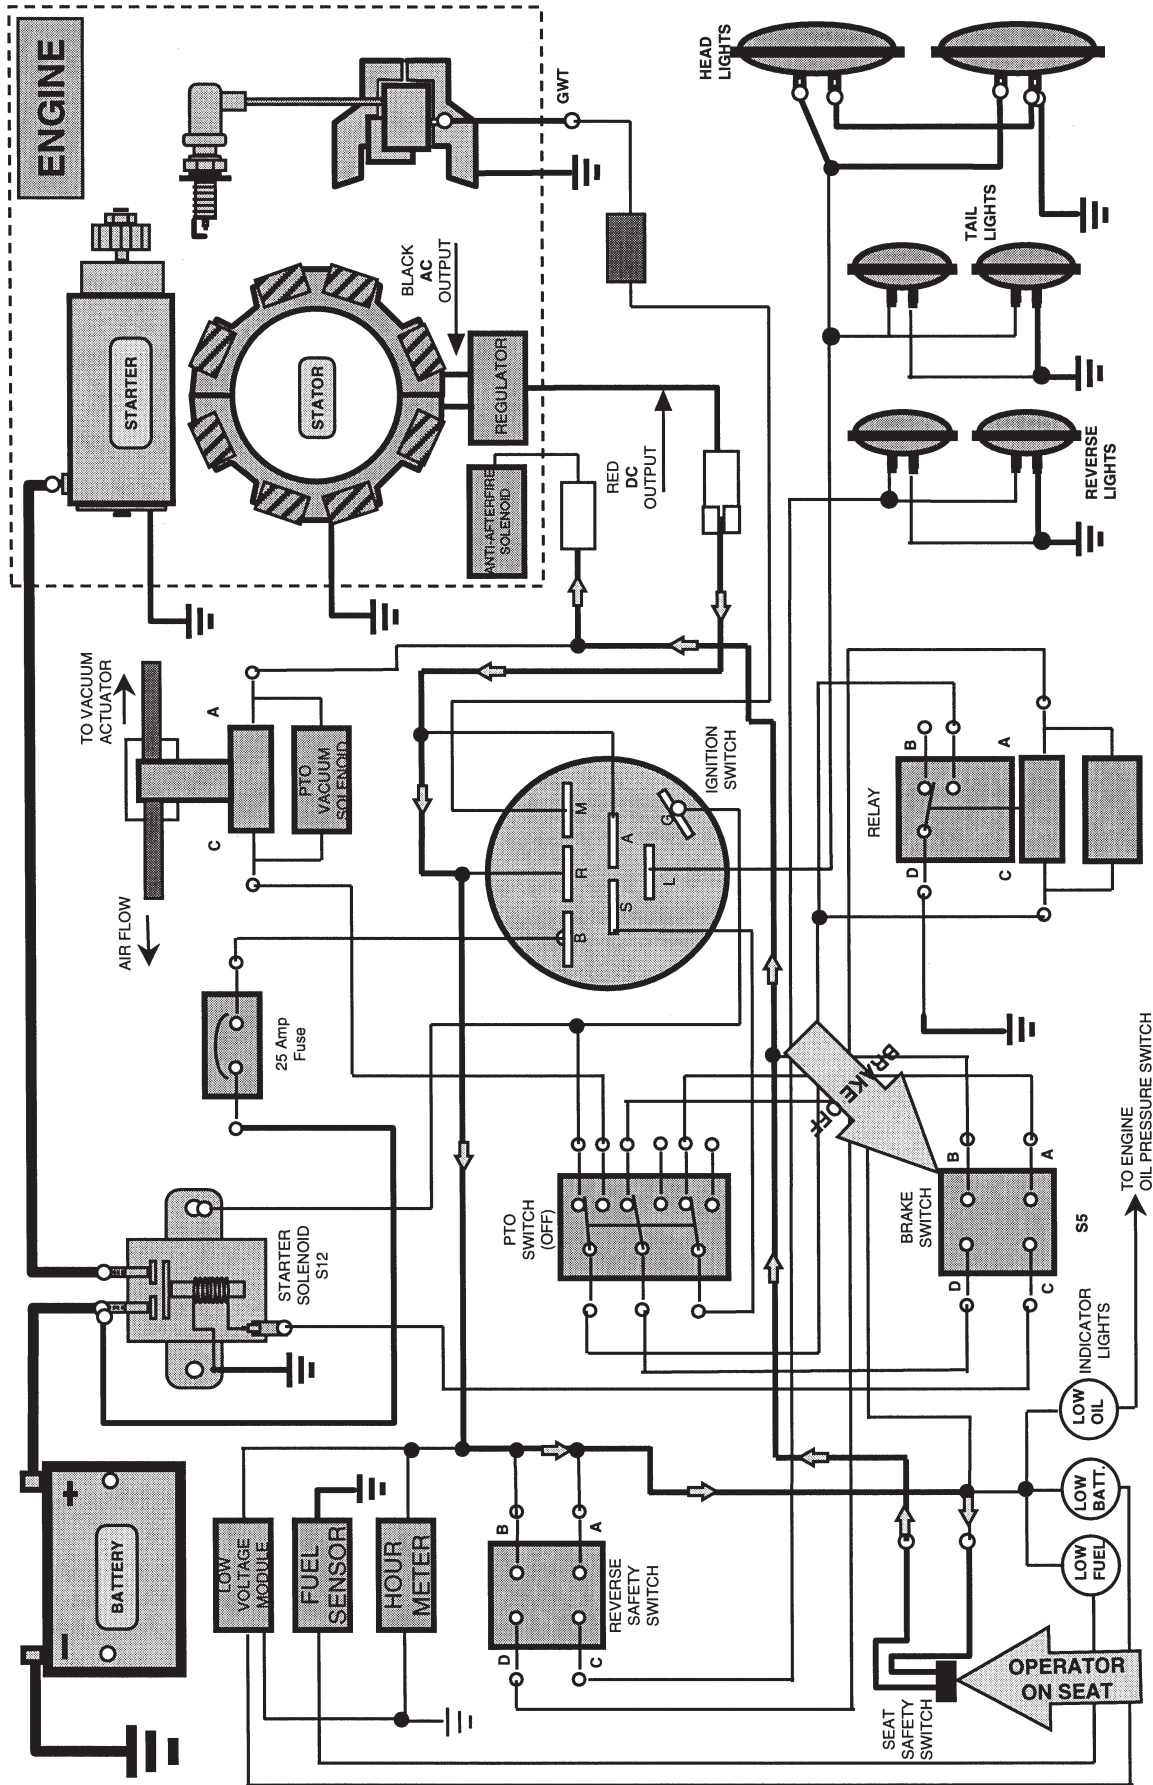 ENGINE
GWT
HEAD
LIGHTS
STARTER
BLACK
AC
OUTPUT
TAIL
LIGHTS
STATOR
REGULATOR
ANTI-AFTERFIRE
SOLENOID
RED
DC
OUTPUT
REVERSE
LIGHTS
TO VACUUM
ACTUATOR
A
PTO
VACUUM
SOLENOID
C
AIR FLOW
IGNITION
SWITCH
M
G
R
A
L
S
B
RELAY
B
A
D
C
25 Amp
Fuse
BRAKE
OFF
PTO
SWITCH
(OFF)
BRAKE
SWITCH
B
A
D
C
S5
TO ENGINE
OIL PRESSURE SWITCH
STARTER
SOLENOID
S12
INDICATOR
LIGHTS
LOW
OIL
LOW
BATT.
LOW
FUEL
+
BATTERY
–
LOW
VOLTAGE
MODULE
FUEL
SENSOR
HOUR
METER
B
A
D
C
REVERSE
SAFETY
SWITCH
SEAT
SAFETY
SWITCH
OPERATOR
ON SEAT